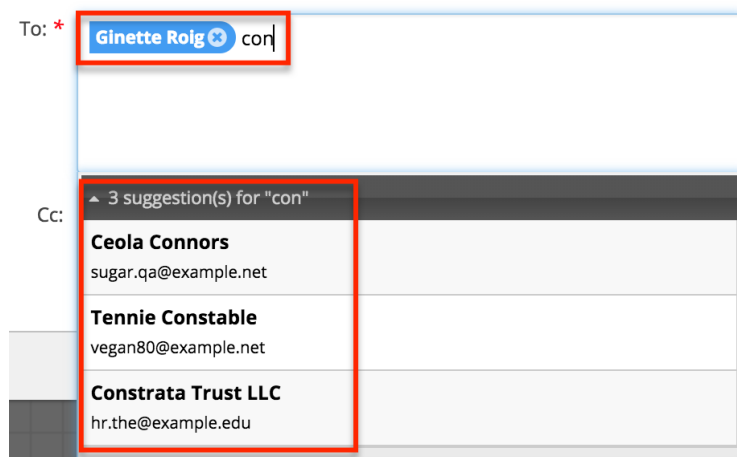 To: *
Ginette Roig con
3 suggestion(s) for "con"
Cc:
Ceola Connors
sugar.qa@example.net
Tennie Constable
vegan80@example.net
Constrata Trust LLC
hr.the@example.edu